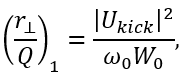 (r⊥/Q)₁ = |U_kick|²/(ω₀W₀),